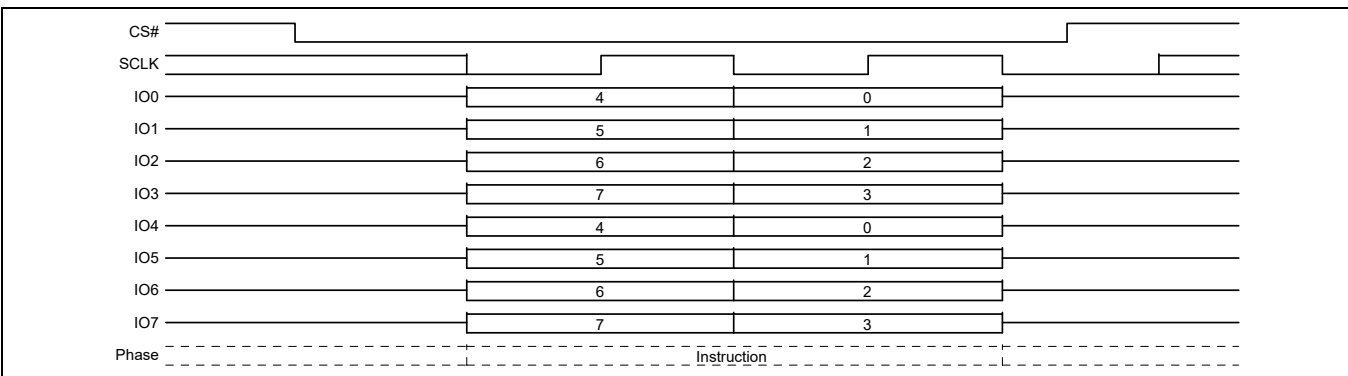 CS#
SCLK
IO0 4 0
IO1 5 1
IO2 6 2
IO3 7 3
IO4 4 0
IO5 5 1
IO6 6 2
IO7 7 3
Phase Instruction